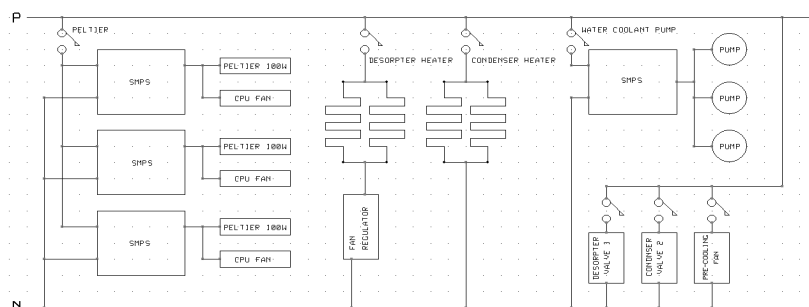 P
PELTIER
DESORPTER HEATER
CONDENSER HEATER
WATER COOLANT PUMP
SMPS
PELTIER 100W
CPU FAN
SMPS
PELTIER 100W
CPU FAN
SMPS
PELTIER 100W
CPU FAN
FAN
REGULATOR
SMPS
PUMP
PUMP
PUMP
DESORPTER
VALVE 1
CONDNSER
VALVE 2
PRE-COOLING
FAN
N